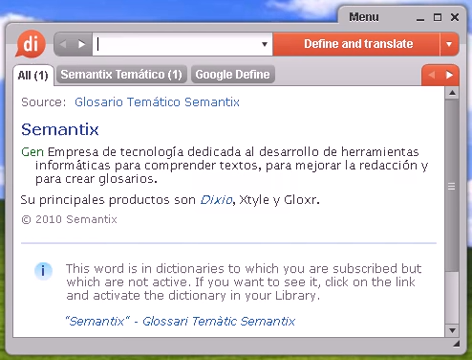 Menu
di
Define and translate
All (1) Semantix Temático (1) Google Define
Source: Glosario Temático Semantix
Semantix
Gen Empresa de tecnología dedicada al desarrollo de herramientas
informáticas para comprender textos, para mejorar la redacción y
para crear glosarios.
Su principales productos son Dixio, Xtyle y Gloxr.
© 2010 Semantix
i
This word is in dictionaries to which you are subscribed but
which are not active. If you want to see it, click on the link
and activate the dictionary in your Library.
"Semantix" - Glossari Temàtic Semantix